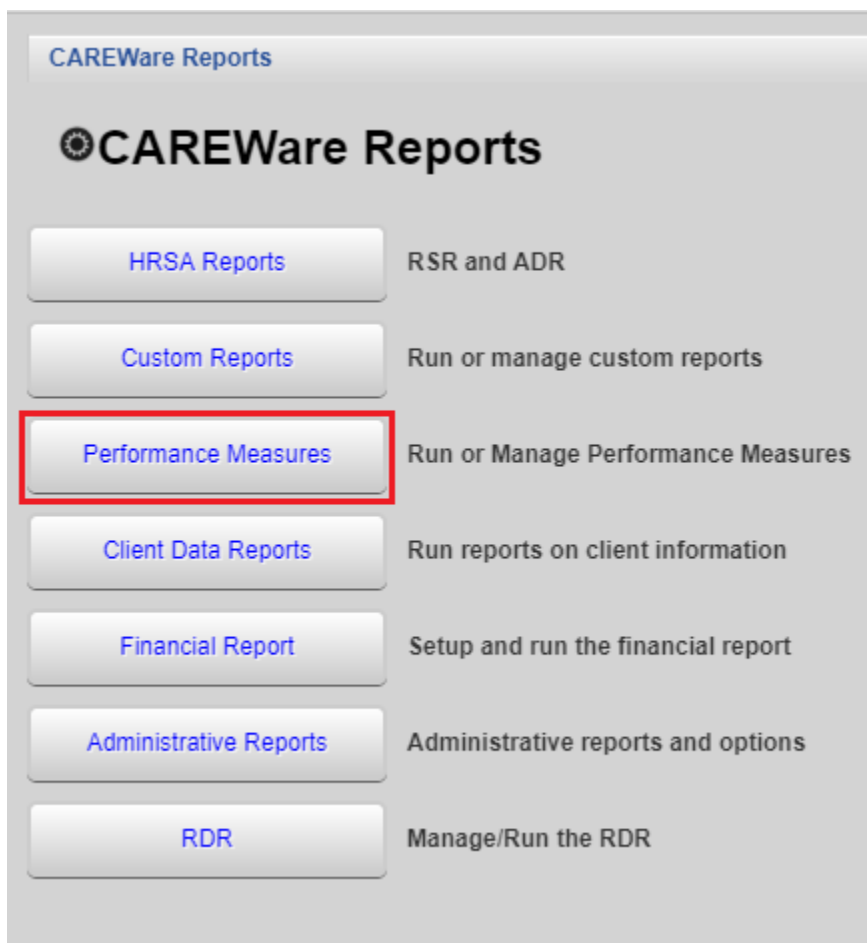 CAREWare Reports
CAREWare Reports
HRSA Reports RSR and ADR
Custom Reports Run or manage custom reports
Performance Measures Run or Manage Performance Measures
Client Data Reports Run reports on client information
Financial Report Setup and run the financial report
Administrative Reports Administrative reports and options
RDR Manage/Run the RDR